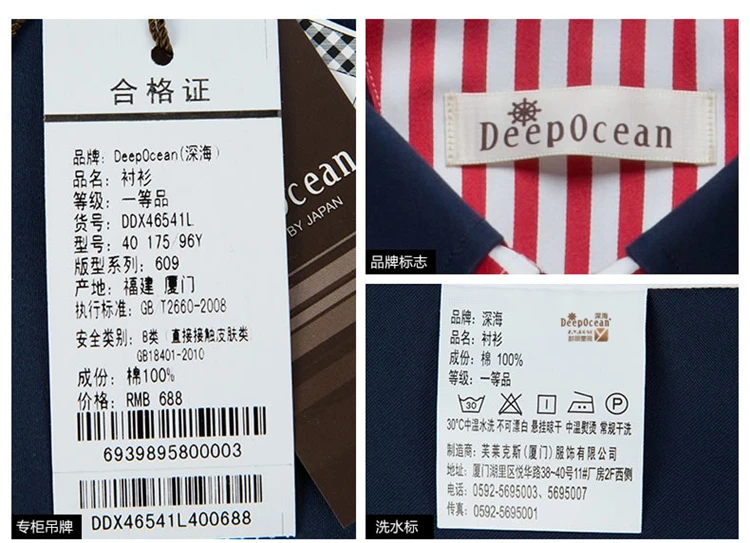 合格证
品牌: DeepOcean(深海)
品名: 衬衫
等级: 一等品
货号: DDX46541L
型号: 40 175/96Y
版型系列: 609
产地: 福建 厦门
执行标准: GB T2660-2008
安全类别: B类(直接接触皮肤类
GB18401-2010
成份: 棉100%
价格: RMB 688
6939895800003
DDX46541L400688
专柜吊牌
ocean
BY JAPAN
DeepOcean
品牌标志
品牌: 深海
品名: 衬衫
成份: 棉 100%
等级: 一等品
深海
DeepOcean
30
30℃中温水洗 不可漂白 悬挂晾干 中温熨烫 常规干洗
制造商: 芙莱克斯(厦门)服饰有限公司
地址: 厦门湖里区悦华路38-40号11#厂房2F西侧
电话: 0592-5695003、5695007
传真: 0592-5695001
洗水标